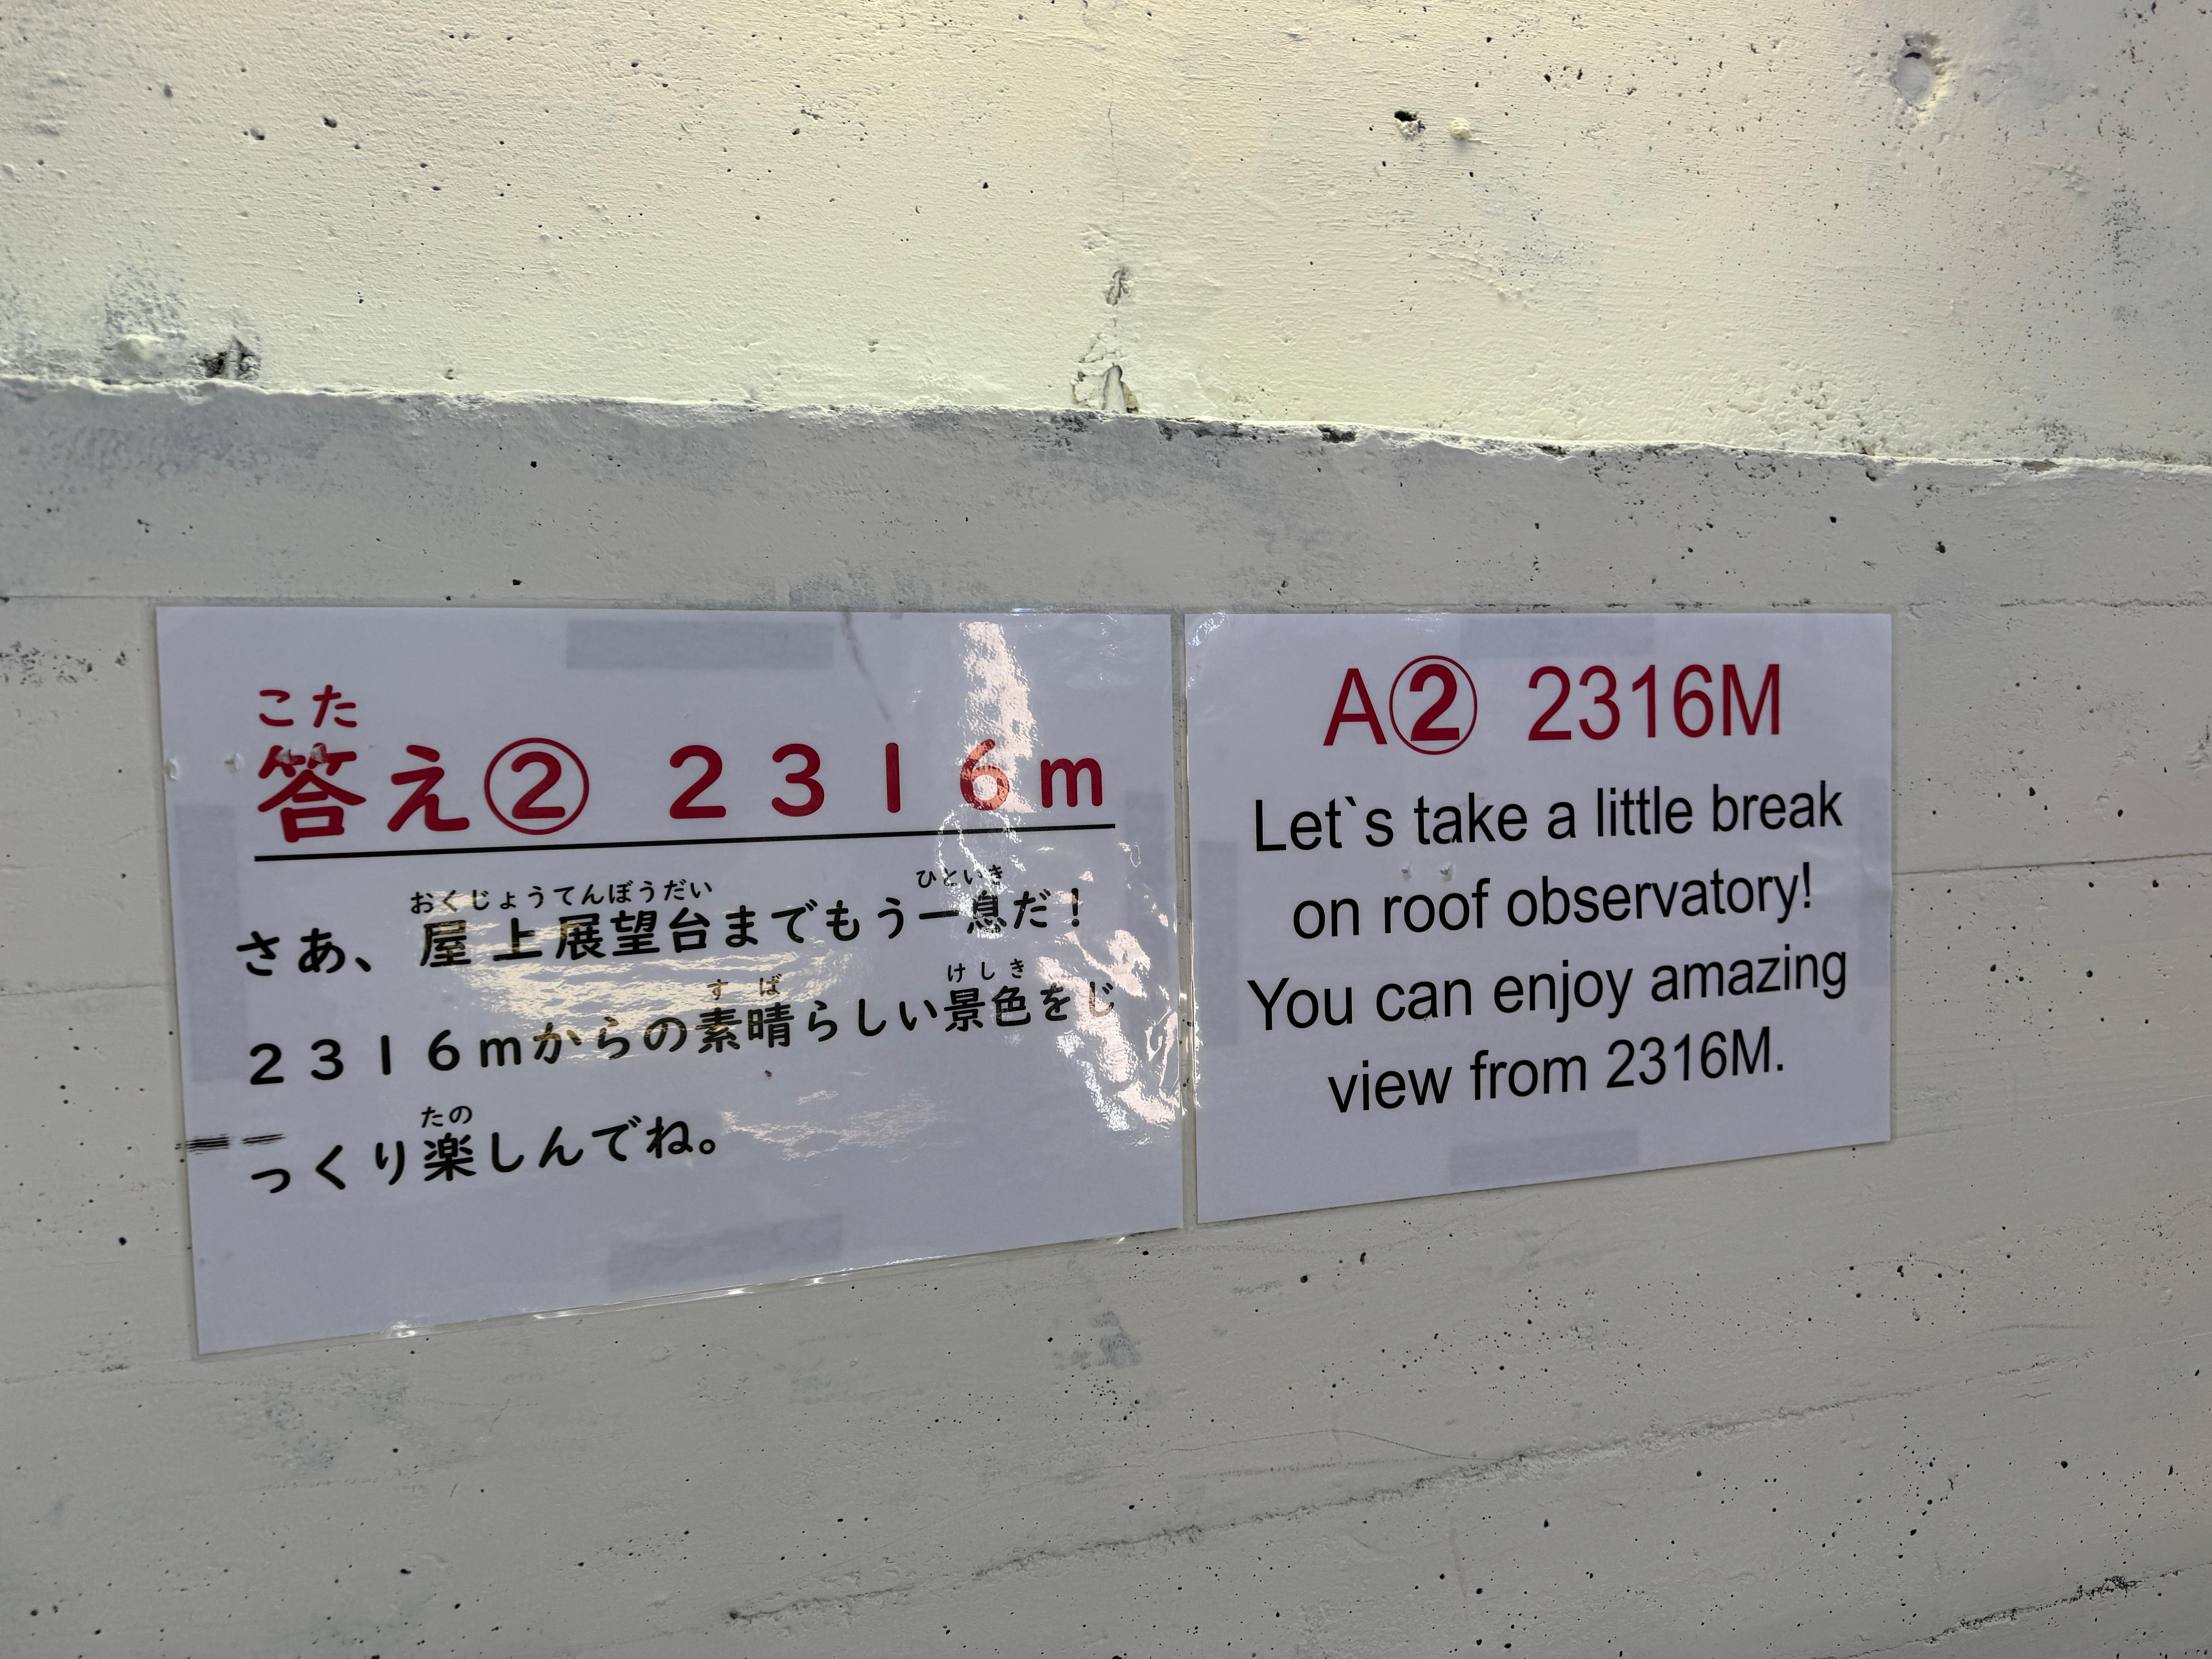 こた
答え② ２３１６ｍ
おくじょうてんぼうだい ひといき
さあ、屋上展望台までもう一息だ！
すば けしき
２３１６ｍからの素晴らしい景色をじ
たの
っくり楽しんでね。
A② 2316M
Let`s take a little break
on roof observatory!
You can enjoy amazing
view from 2316M.